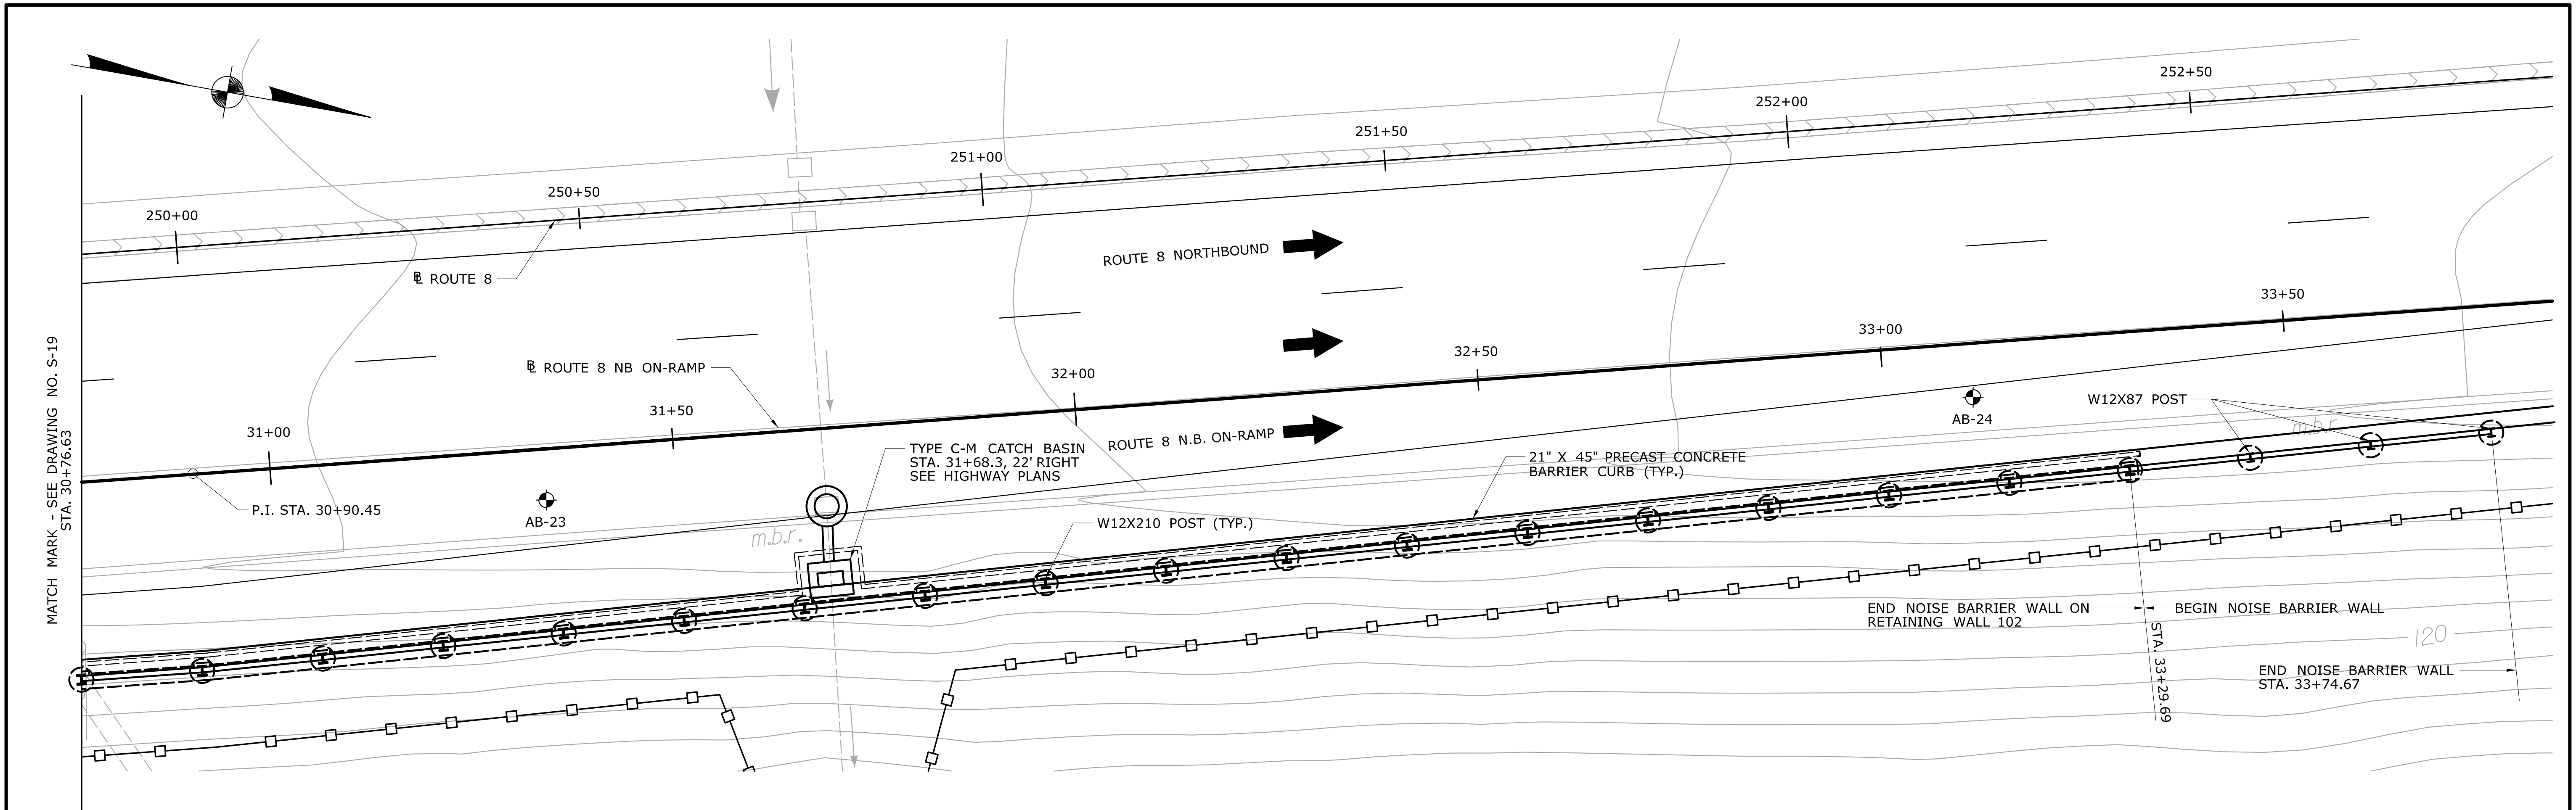 252+50
252+00
251+50
251+00
250+50
250+00
ROUTE 8 NORTHBOUND
BL ROUTE 8
33+50
33+00
32+50
32+00
31+50
31+00
BL ROUTE 8 NB ON-RAMP
ROUTE 8 N.B. ON-RAMP
MATCH MARK - SEE DRAWING NO. S-19
STA. 30+76.63
P.I. STA. 30+90.45
AB-23
TYPE C-M CATCH BASIN
STA. 31+68.3, 22' RIGHT
SEE HIGHWAY PLANS
m.b.r.
W12X210 POST (TYP.)
21" X 45" PRECAST CONCRETE
BARRIER CURB (TYP.)
AB-24
W12X87 POST
m.b.r.
END NOISE BARRIER WALL ON
RETAINING WALL 102
BEGIN NOISE BARRIER WALL
STA. 33+29.69
120
END NOISE BARRIER WALL
STA. 33+74.67